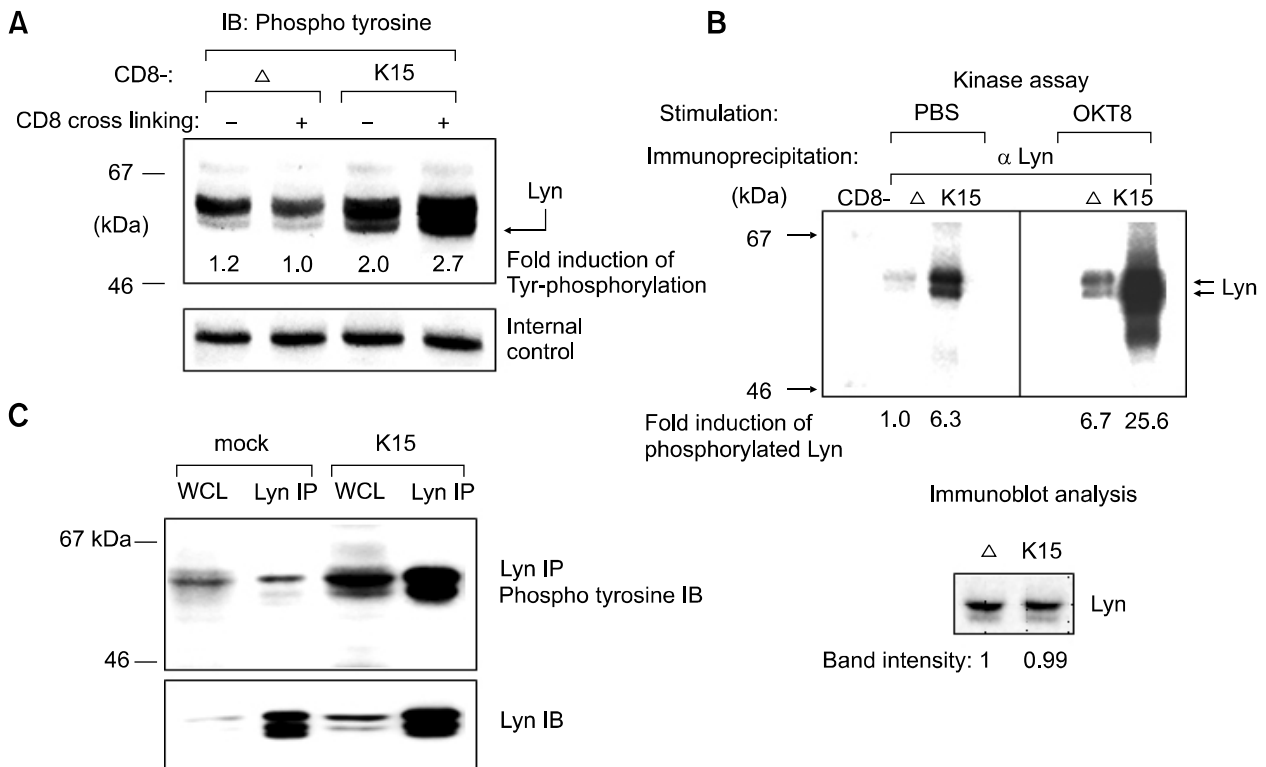 A
IB: Phospho tyrosine
CD8-: △ K15
CD8 cross linking: – + – +
67
(kDa)
46
Lyn
1.2 1.0 2.0 2.7
Fold induction of
Tyr-phosphorylation
Internal
control
B
Kinase assay
Stimulation: PBS OKT8
Immunoprecipitation: α Lyn
(kDa) CD8- △ K15 △ K15
67
Lyn
46
Fold induction of
phosphorylated Lyn
1.0 6.3 6.7 25.6
Immunoblot analysis
△ K15
Lyn
Band intensity: 1 0.99
C
mock K15
WCL Lyn IP WCL Lyn IP
67 kDa
Lyn IP
Phospho tyrosine IB
46
Lyn IB